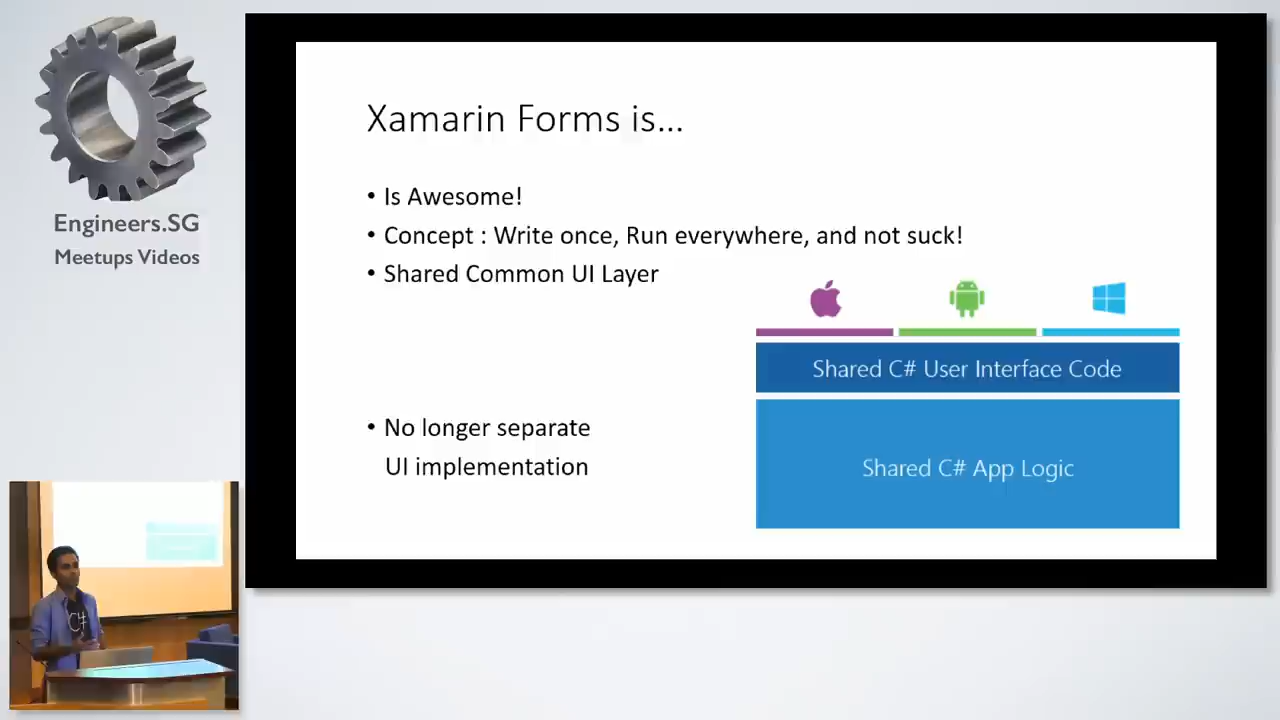 Engineers.SG
Meetups Videos
Xamarin Forms is...
• Is Awesome!
• Concept : Write once, Run everywhere, and not suck!
• Shared Common UI Layer
• No longer separate
UI implementation
Shared C# User Interface Code
Shared C# App Logic
C#